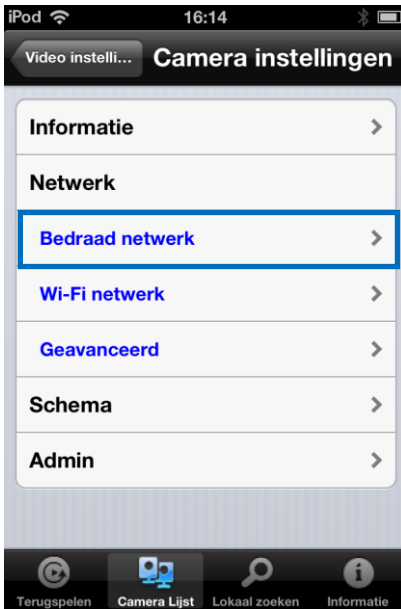 iPod 16:14
Video instelli... Camera instellingen
Informatie
Netwerk
Bedraad netwerk
Wi-Fi netwerk
Geavanceerd
Schema
Admin
Terugspelen Camera Lijst Lokaal zoeken Informatie